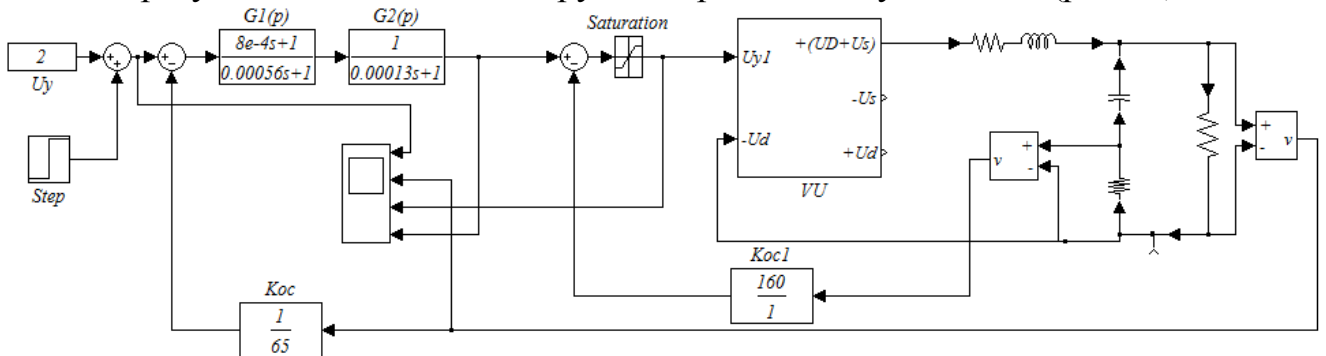 G1(p)
G2(p)
Saturation
2
Uy
8e-4s+1
0.00056s+1
1
0.00013s+1
Step
Uy1
+(UD+Us)
-Us
-Ud
+Ud
VU
+
-
v
+
-
v
Koc
1
65
Koc1
160
1